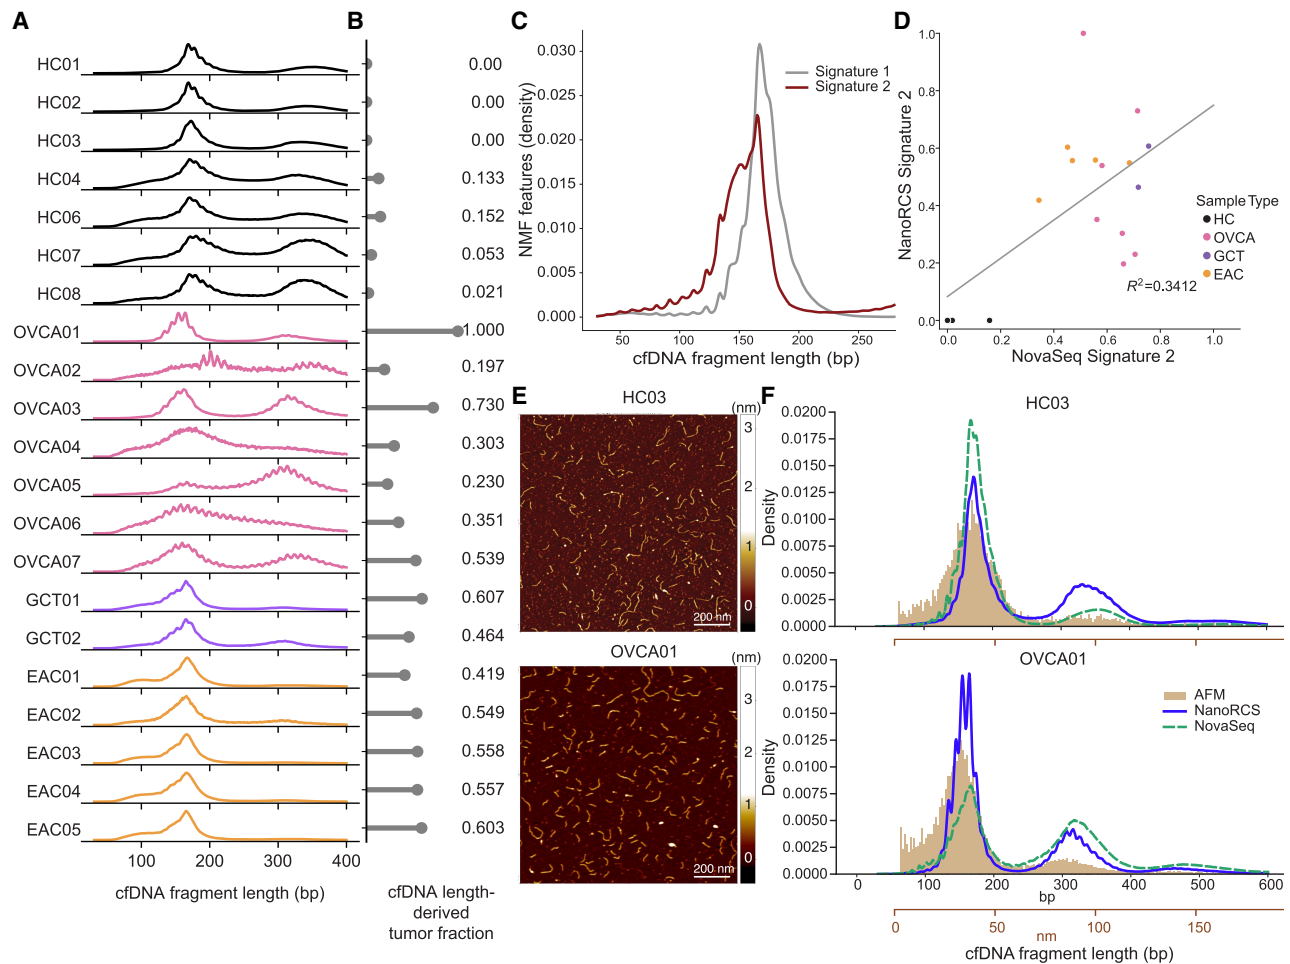 A
HC01
HC02
HC03
HC04
HC06
HC07
HC08
OVCA01
OVCA02
OVCA03
OVCA04
OVCA05
OVCA06
OVCA07
GCT01
GCT02
EAC01
EAC02
EAC03
EAC04
EAC05
100 200 300 400
cfDNA fragment length (bp)
B
0.00
0.00
0.00
0.133
0.152
0.053
0.021
1.000
0.197
0.730
0.303
0.230
0.351
0.539
0.607
0.464
0.419
0.549
0.558
0.557
0.603
cfDNA length-
derived
tumor fraction
C
NMF features (density)
0.030
0.025
0.020
0.015
0.010
0.005
0.000
Signature 1
Signature 2
50 100 150 200 250
cfDNA fragment length (bp)
D
NanoRCS Signature 2
1.0
0.8
0.6
0.4
0.2
0.0
Sample Type
HC
OVCA
GCT
EAC
R²=0.3412
0.0 0.2 0.4 0.6 0.8 1.0
NovaSeq Signature 2
E
HC03
(nm)
3
2
1
0
200 nm
OVCA01
(nm)
3
2
1
0
200 nm
F
HC03
Density
0.0200
0.0175
0.0150
0.0125
0.0100
0.0075
0.0050
0.0025
0.0000
OVCA01
Density
0.0200
0.0175
0.0150
0.0125
0.0100
0.0075
0.0050
0.0025
0.0000
AFM
NanoRCS
NovaSeq
0 100 200 300 400 500 600
bp
0 50 100 150
nm
cfDNA fragment length (bp)